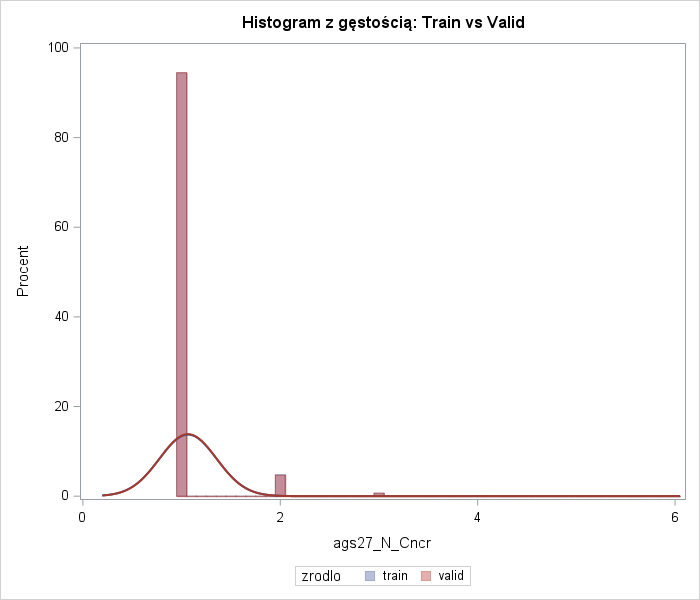 Histogram z gęstością: Train vs Valid
100
80
60
40
20
0
Procent
0 2 4 6
ags27_N_Cncr
zrodlo train valid